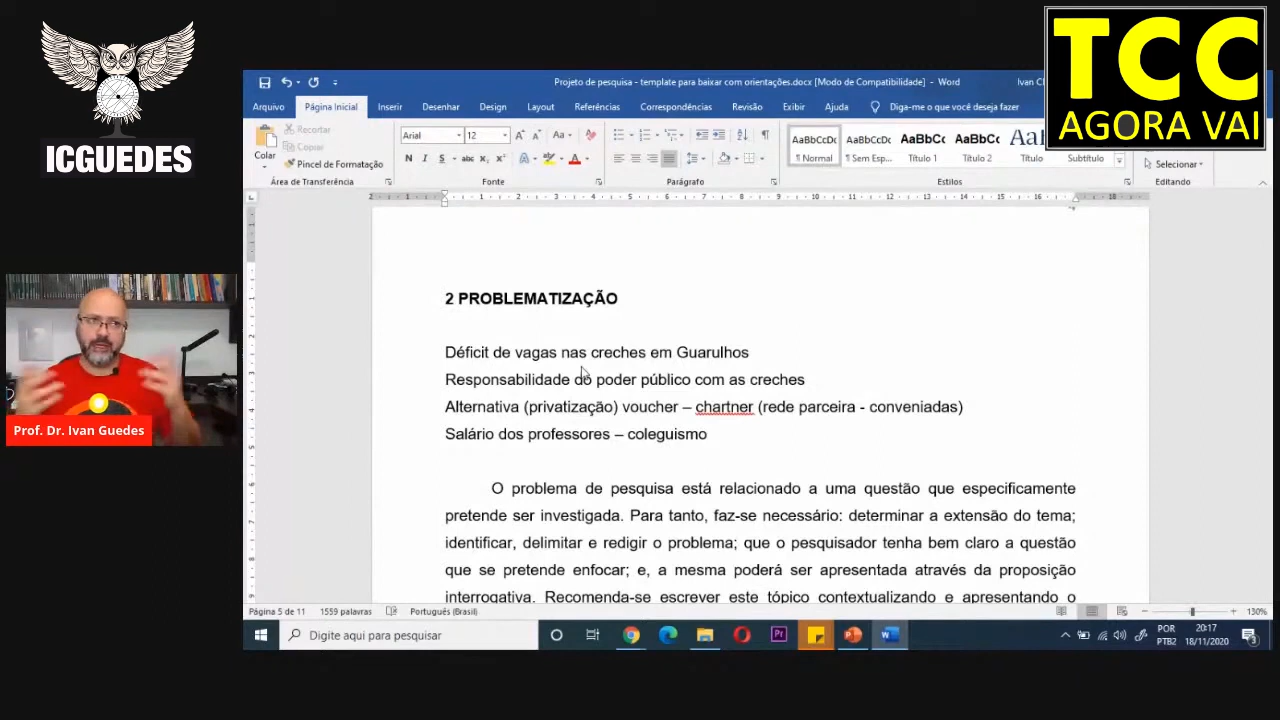 ICGUEDES
TCC
AGORA VAI
Projeto de pesquisa - template para baixar com orientações.docx [Modo de Compatibilidade] - Word
Ivan
Arquivo Página Inicial Inserir Desenhar Design Layout Referências Correspondências Revisão Exibir Ajuda Diga-me o que você deseja fazer
Recortar
Copiar
Colar
Pincel de Formatação
Área de Transferência
Arial 12
N I S abc x₂ x²
Fonte
Parágrafo
AaBbCcDc AaBbCcDc AaBbCc AaBbCc
¶ Normal ¶ Sem Esp... Título 1 Título 2 Subtítulo
Estilos
Selecionar
Editando
2 PROBLEMATIZAÇÃO
Déficit de vagas nas creches em Guarulhos
Responsabilidade do poder público com as creches
Alternativa (privatização) voucher – chartner (rede parceira - conveniadas)
Salário dos professores – coleguismo
O problema de pesquisa está relacionado a uma questão que especificamente
pretende ser investigada. Para tanto, faz-se necessário: determinar a extensão do tema;
identificar, delimitar e redigir o problema; que o pesquisador tenha bem claro a questão
que se pretende enfocar; e, a mesma poderá ser apresentada através da proposição
interrogativa. Recomenda-se escrever este tópico contextualizando e apresentando o
Prof. Dr. Ivan Guedes
Página 5 de 11 1559 palavras Português (Brasil) 130%
Digite aqui para pesquisar
POR
PTB2
20:17
18/11/2020